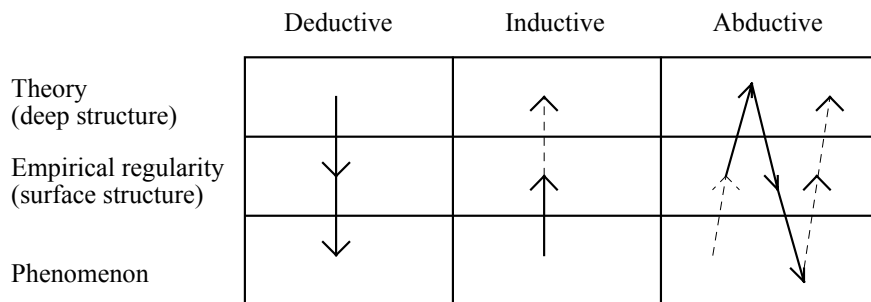 Deductive Inductive Abductive
Theory
(deep structure)
Empirical regularity
(surface structure)
Phenomenon